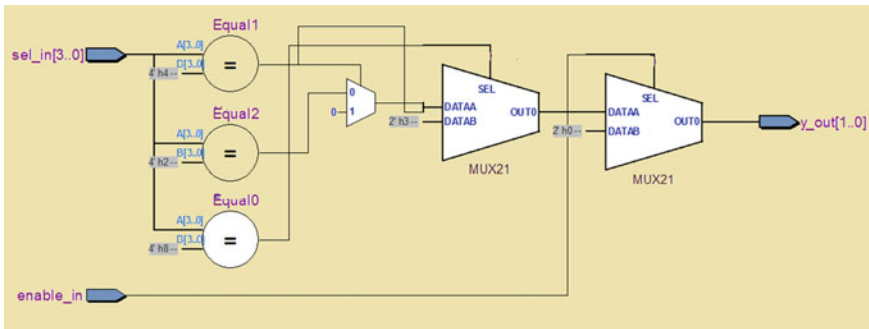 Equal1
sel_in[3..0]
A[3..0]
D[3..0]
4' h4 --
=
Equal2
A[3..0]
B[3..0]
4' h2 --
=
Equal0
A[3..0]
D[3..0]
4' h8 --
=
0
0
1
SEL
DATAA
DATAB
OUT0
2' h3 --
MUX21
SEL
DATAA
DATAB
OUT0
2' h0 --
MUX21
y_out[1..0]
enable_in